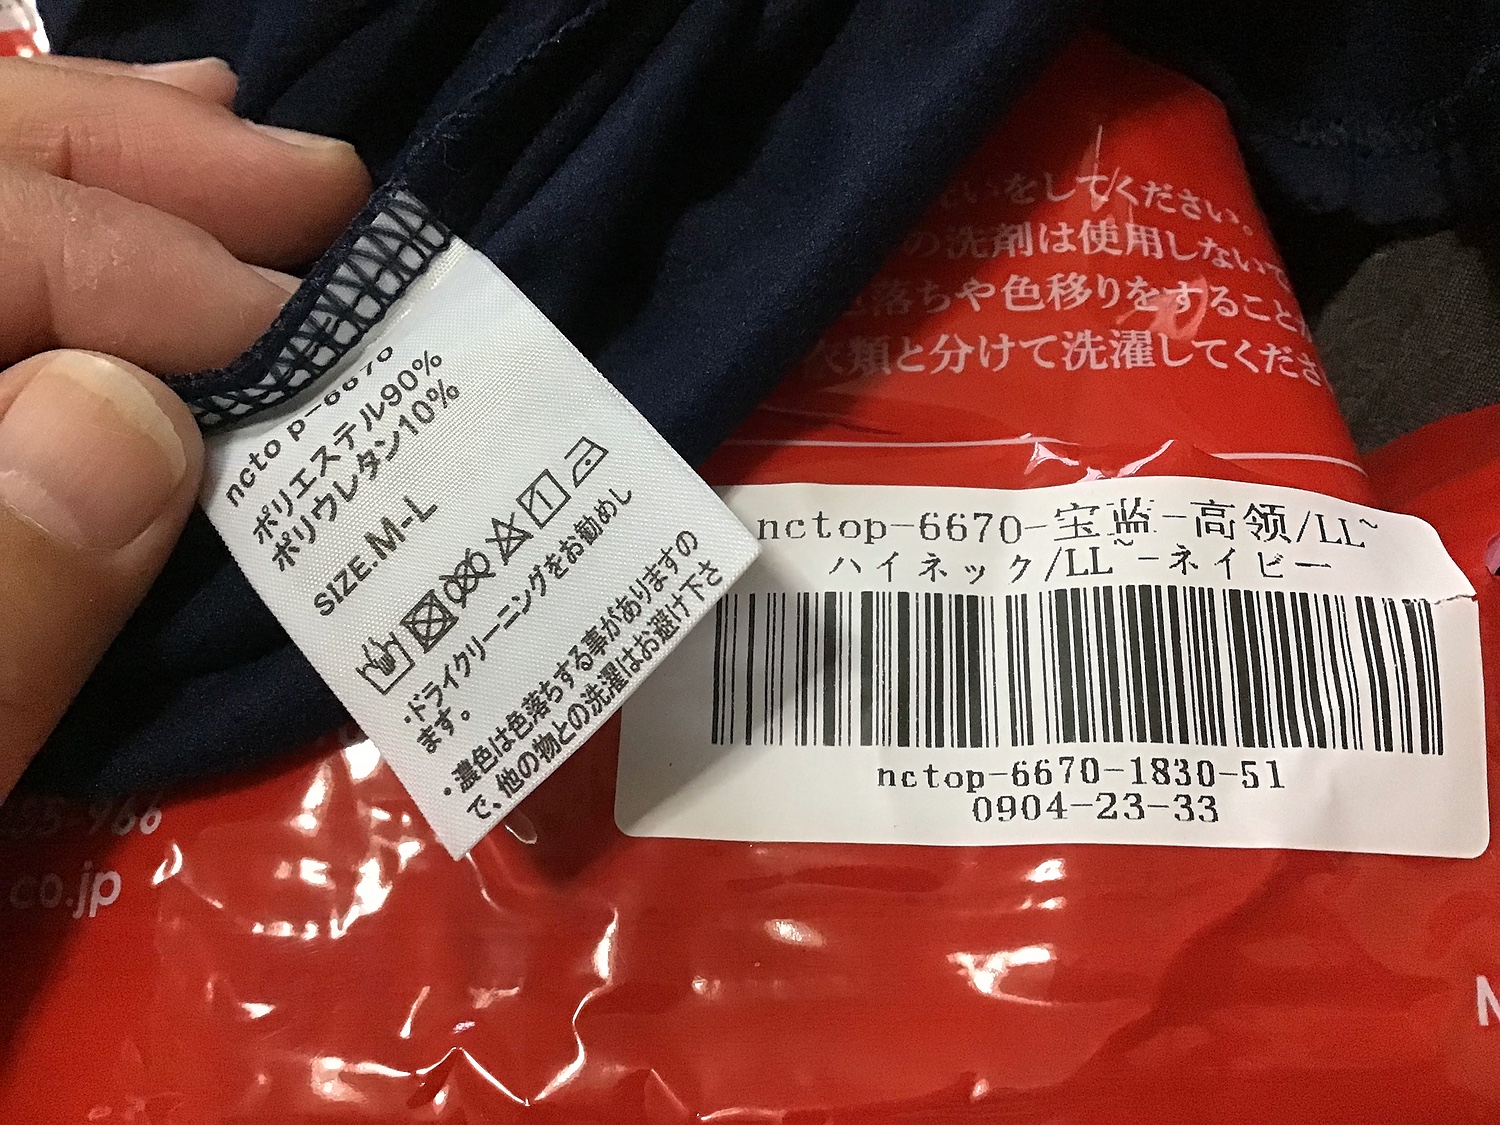 いをしてください。
の洗剤は使用しないで
色落ちや色移りをすること
衣類と分けて洗濯してくださ
nctop-6670
ポリエステル90%
ポリウレタン10%
SIZE.M-L
・ドライクリーニングをお勧めし
ます。
・濃色は色落ちする事がありますの
で、他の物との洗濯はお避け下さ
nctop-6670-宝蓝-高领/LL~
ハイネック/LL~-ネイビー
nctop-6670-1830-51
0904-23-33
.co.jp